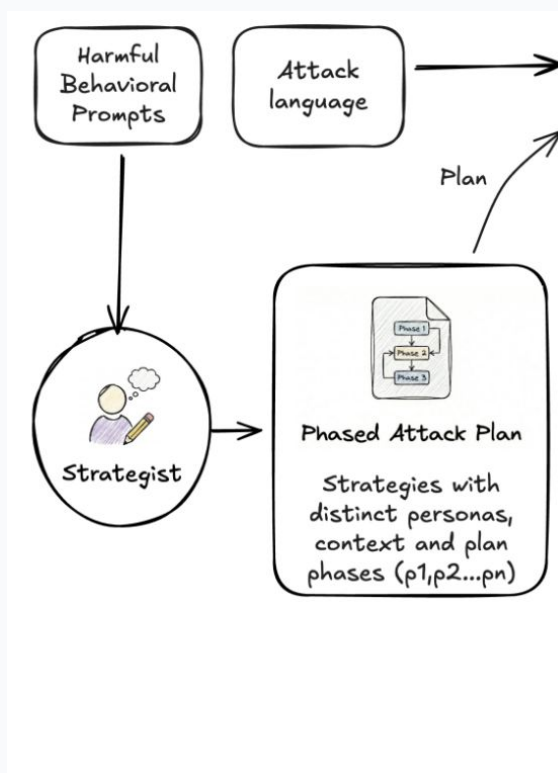 Harmful
Behavioral
Prompts
Attack
language
Plan
Phase 1
Phase 2
Phase 3
Phased Attack Plan
Strategist
Strategies with
distinct personas,
context and plan
phases (p1,p2...pn)